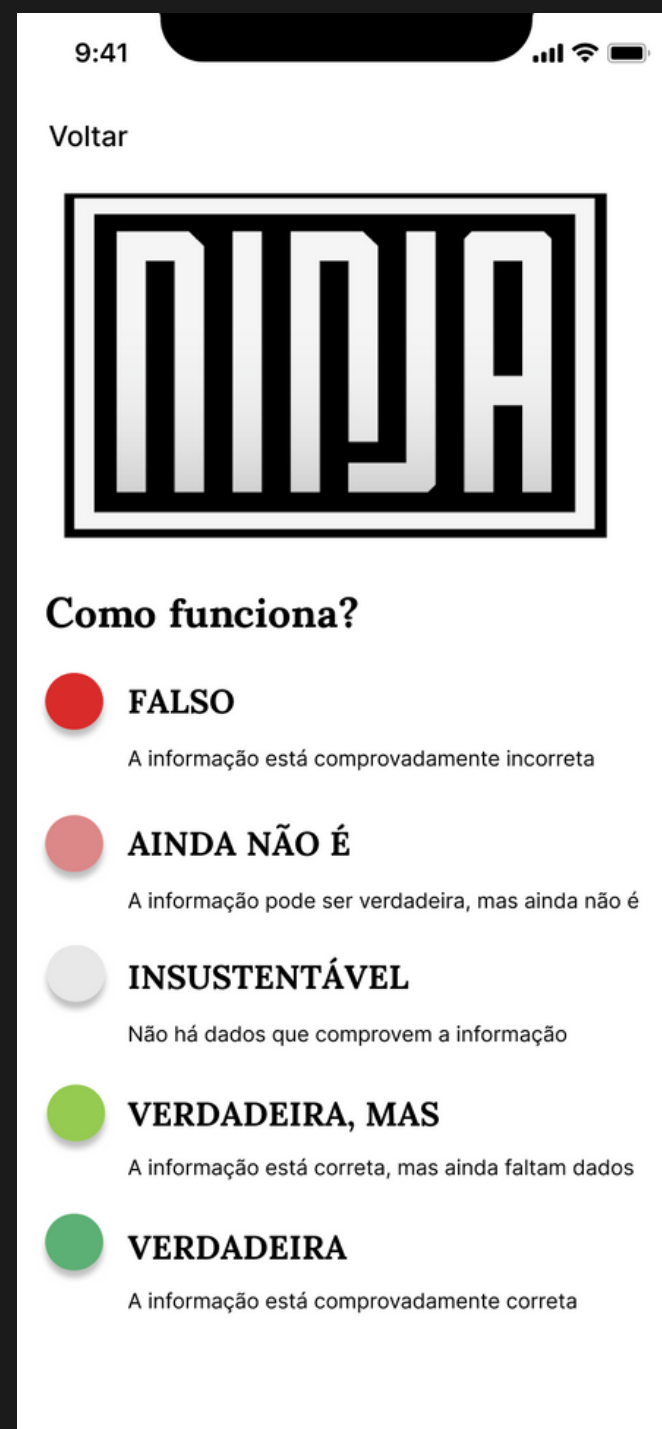 9:41
Voltar
NINJA
Como funciona?
FALSO
A informação está comprovadamente incorreta
AINDA NÃO É
A informação pode ser verdadeira, mas ainda não é
INSUSTENTÁVEL
Não há dados que comprovem a informação
VERDADEIRA, MAS
A informação está correta, mas ainda faltam dados
VERDADEIRA
A informação está comprovadamente correta